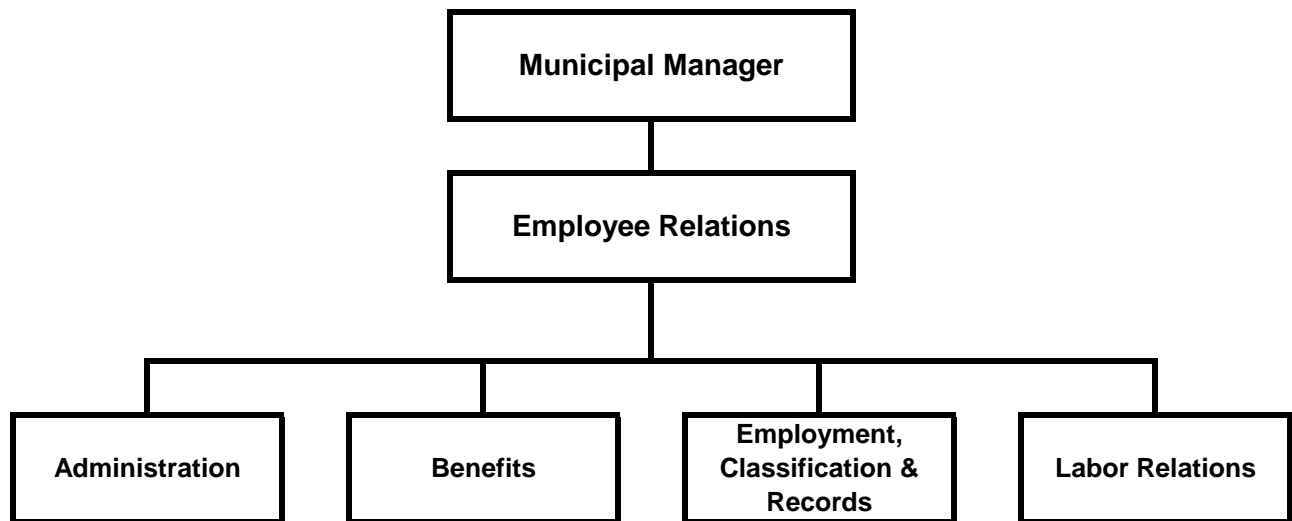 Municipal Manager
Employee Relations
Administration
Benefits
Employment,
Classification &
Records
Labor Relations